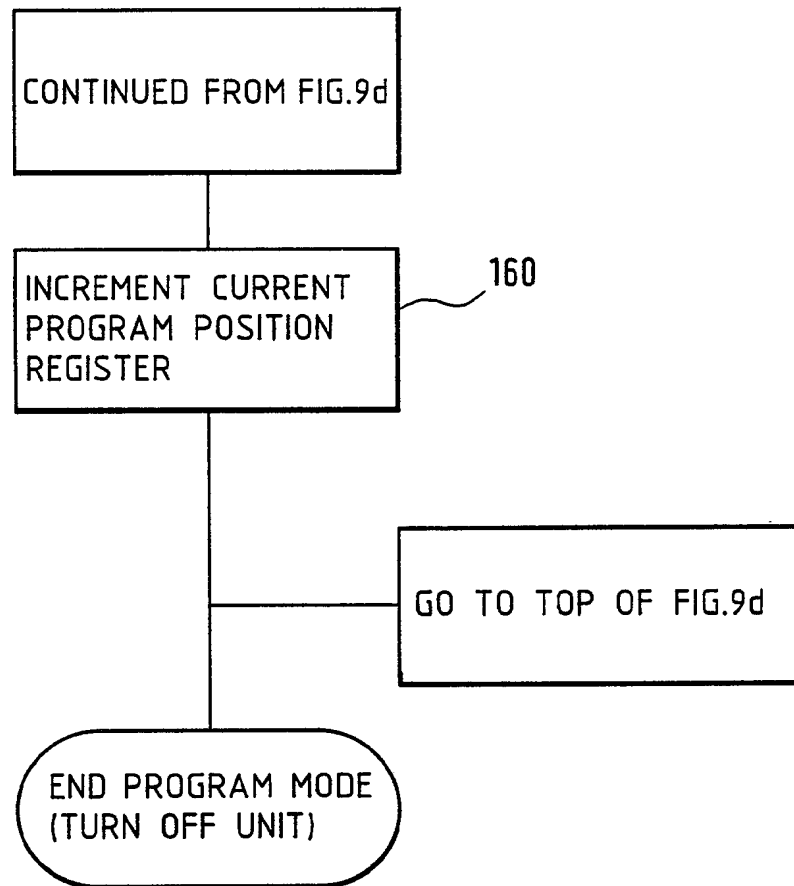 CONTINUED FROM FIG.9d
INCREMENT CURRENT
PROGRAM POSITION
REGISTER
160
GO TO TOP OF FIG.9d
END PROGRAM MODE
(TURN OFF UNIT)